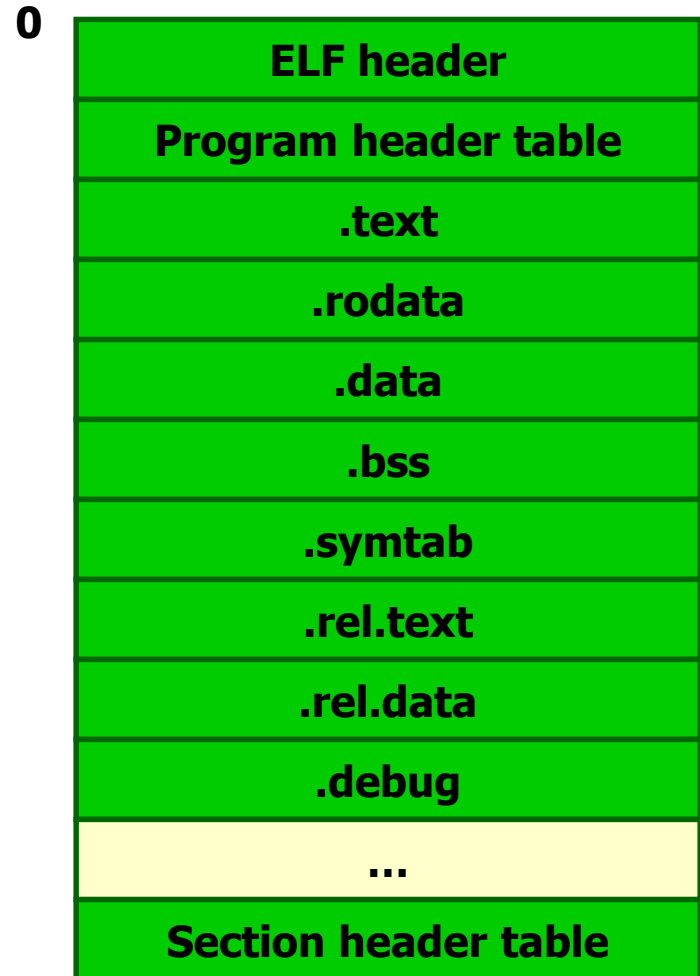 0
ELF header
Program header table
.text
.rodata
.data
.bss
.symtab
.rel.text
.rel.data
.debug
...
Section header table